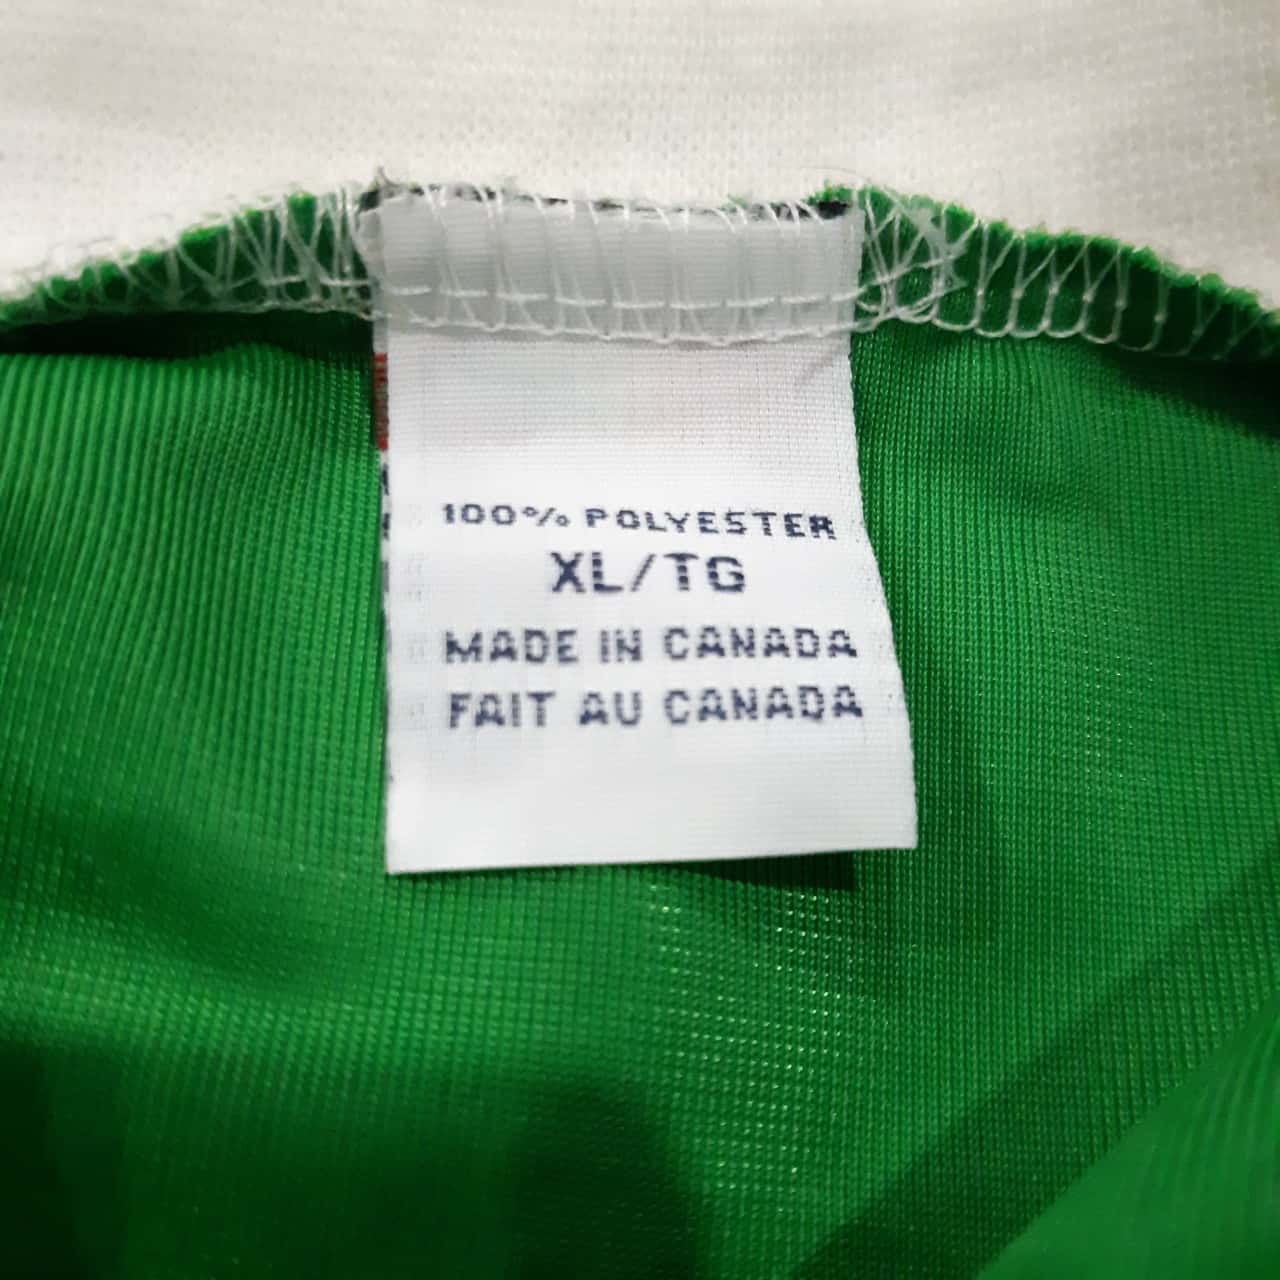 100% POLYESTER
XL/TG
MADE IN CANADA
FAIT AU CANADA